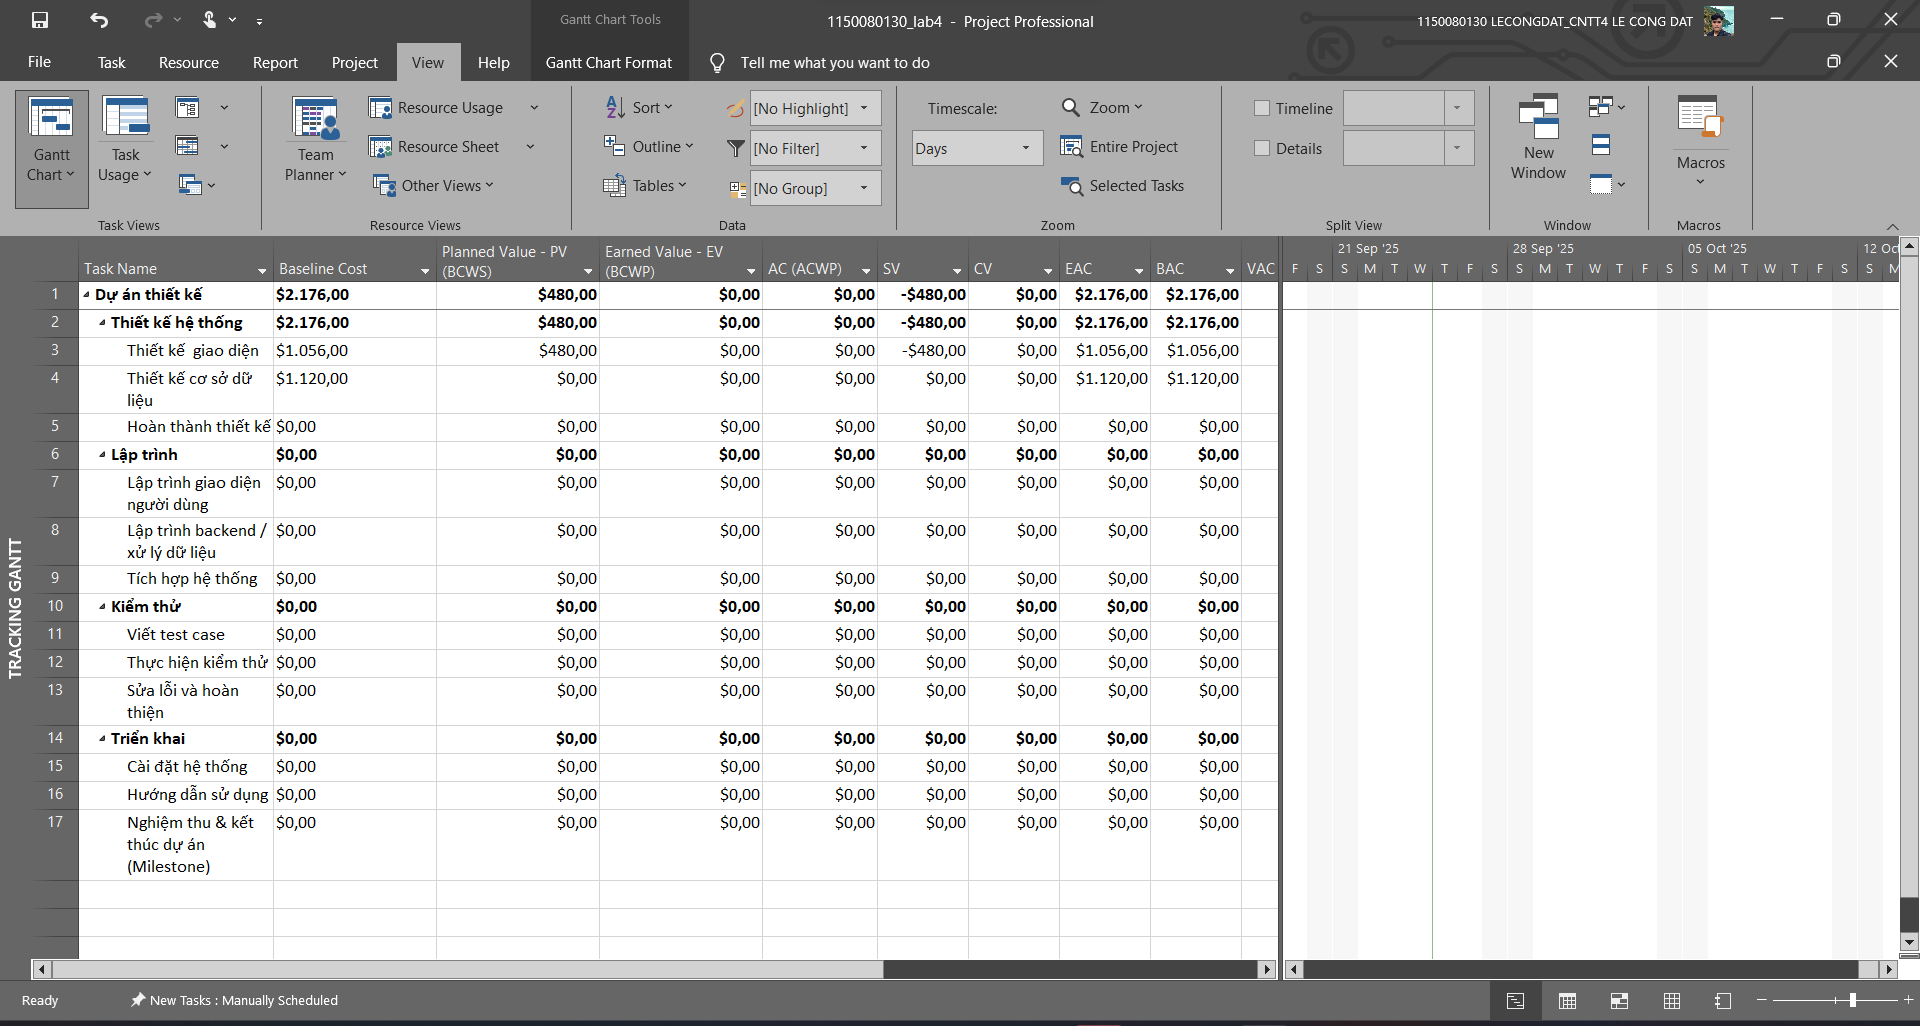 Gantt Chart Tools
1150080130_lab4 - Project Professional
1150080130 LECONGDAT_CNTT4 LE CONG DAT
File Task Resource Report Project View Help Gantt Chart Format Tell me what you want to do
Gantt Chart
Task Usage
Task Views
Team Planner
Resource Usage
Resource Sheet
Other Views
Resource Views
Sort
Outline
Tables
[No Highlight]
[No Filter]
[No Group]
Data
Timescale:
Days
Zoom
Entire Project
Selected Tasks
Zoom
Timeline
Details
Split View
New Window
Window
Macros
Macros
Task Name Baseline Cost Planned Value - PV (BCWS) Earned Value - EV (BCWP) AC (ACWP) SV CV EAC BAC VAC
21 Sep '25 28 Sep '25 05 Oct '25 12 Oct
F S S M T W T F S S M T W T F S S M T W T F S S M
1 Dự án thiết kế $2.176,00 $480,00 $0,00 $0,00 -$480,00 $0,00 $2.176,00 $2.176,00
2 Thiết kế hệ thống $2.176,00 $480,00 $0,00 $0,00 -$480,00 $0,00 $2.176,00 $2.176,00
3 Thiết kế giao diện $1.056,00 $480,00 $0,00 $0,00 -$480,00 $0,00 $1.056,00 $1.056,00
4 Thiết kế cơ sở dữ liệu $1.120,00 $0,00 $0,00 $0,00 $0,00 $0,00 $1.120,00 $1.120,00
5 Hoàn thành thiết kế $0,00 $0,00 $0,00 $0,00 $0,00 $0,00 $0,00 $0,00
6 Lập trình $0,00 $0,00 $0,00 $0,00 $0,00 $0,00 $0,00 $0,00
7 Lập trình giao diện người dùng $0,00 $0,00 $0,00 $0,00 $0,00 $0,00 $0,00 $0,00
8 Lập trình backend / xử lý dữ liệu $0,00 $0,00 $0,00 $0,00 $0,00 $0,00 $0,00 $0,00
9 Tích hợp hệ thống $0,00 $0,00 $0,00 $0,00 $0,00 $0,00 $0,00 $0,00
10 Kiểm thử $0,00 $0,00 $0,00 $0,00 $0,00 $0,00 $0,00 $0,00
11 Viết test case $0,00 $0,00 $0,00 $0,00 $0,00 $0,00 $0,00 $0,00
12 Thực hiện kiểm thử $0,00 $0,00 $0,00 $0,00 $0,00 $0,00 $0,00 $0,00
13 Sửa lỗi và hoàn thiện $0,00 $0,00 $0,00 $0,00 $0,00 $0,00 $0,00 $0,00
14 Triển khai $0,00 $0,00 $0,00 $0,00 $0,00 $0,00 $0,00 $0,00
15 Cài đặt hệ thống $0,00 $0,00 $0,00 $0,00 $0,00 $0,00 $0,00 $0,00
16 Hướng dẫn sử dụng $0,00 $0,00 $0,00 $0,00 $0,00 $0,00 $0,00 $0,00
17 Nghiệm thu & kết thúc dự án (Milestone) $0,00 $0,00 $0,00 $0,00 $0,00 $0,00 $0,00 $0,00
TRACKING GANTT
Ready New Tasks : Manually Scheduled